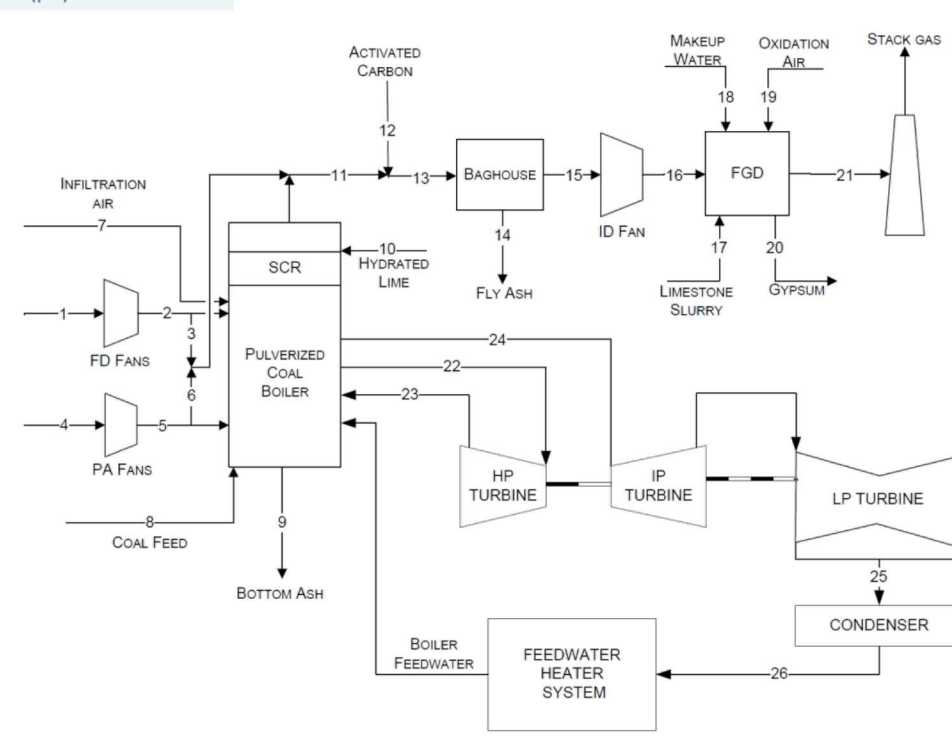 ACTIVATED
CARBON
MAKEUP
WATER
OXIDATION
AIR
STACK GAS
18
19
12
INFILTRATION
AIR
7
11
13
BAGHOUSE
15
16
FGD
21
ID FAN
14
17
20
FLY ASH
LIMESTONE
SLURRY
GYPSUM
SCR
10
HYDRATED
LIME
1
2
3
FD FANS
PULVERIZED
COAL
BOILER
24
22
23
6
4
5
PA FANS
HP
TURBINE
IP
TURBINE
LP TURBINE
8
COAL FEED
9
BOTTOM ASH
25
CONDENSER
BOILER
FEEDWATER
FEEDWATER
HEATER
SYSTEM
26